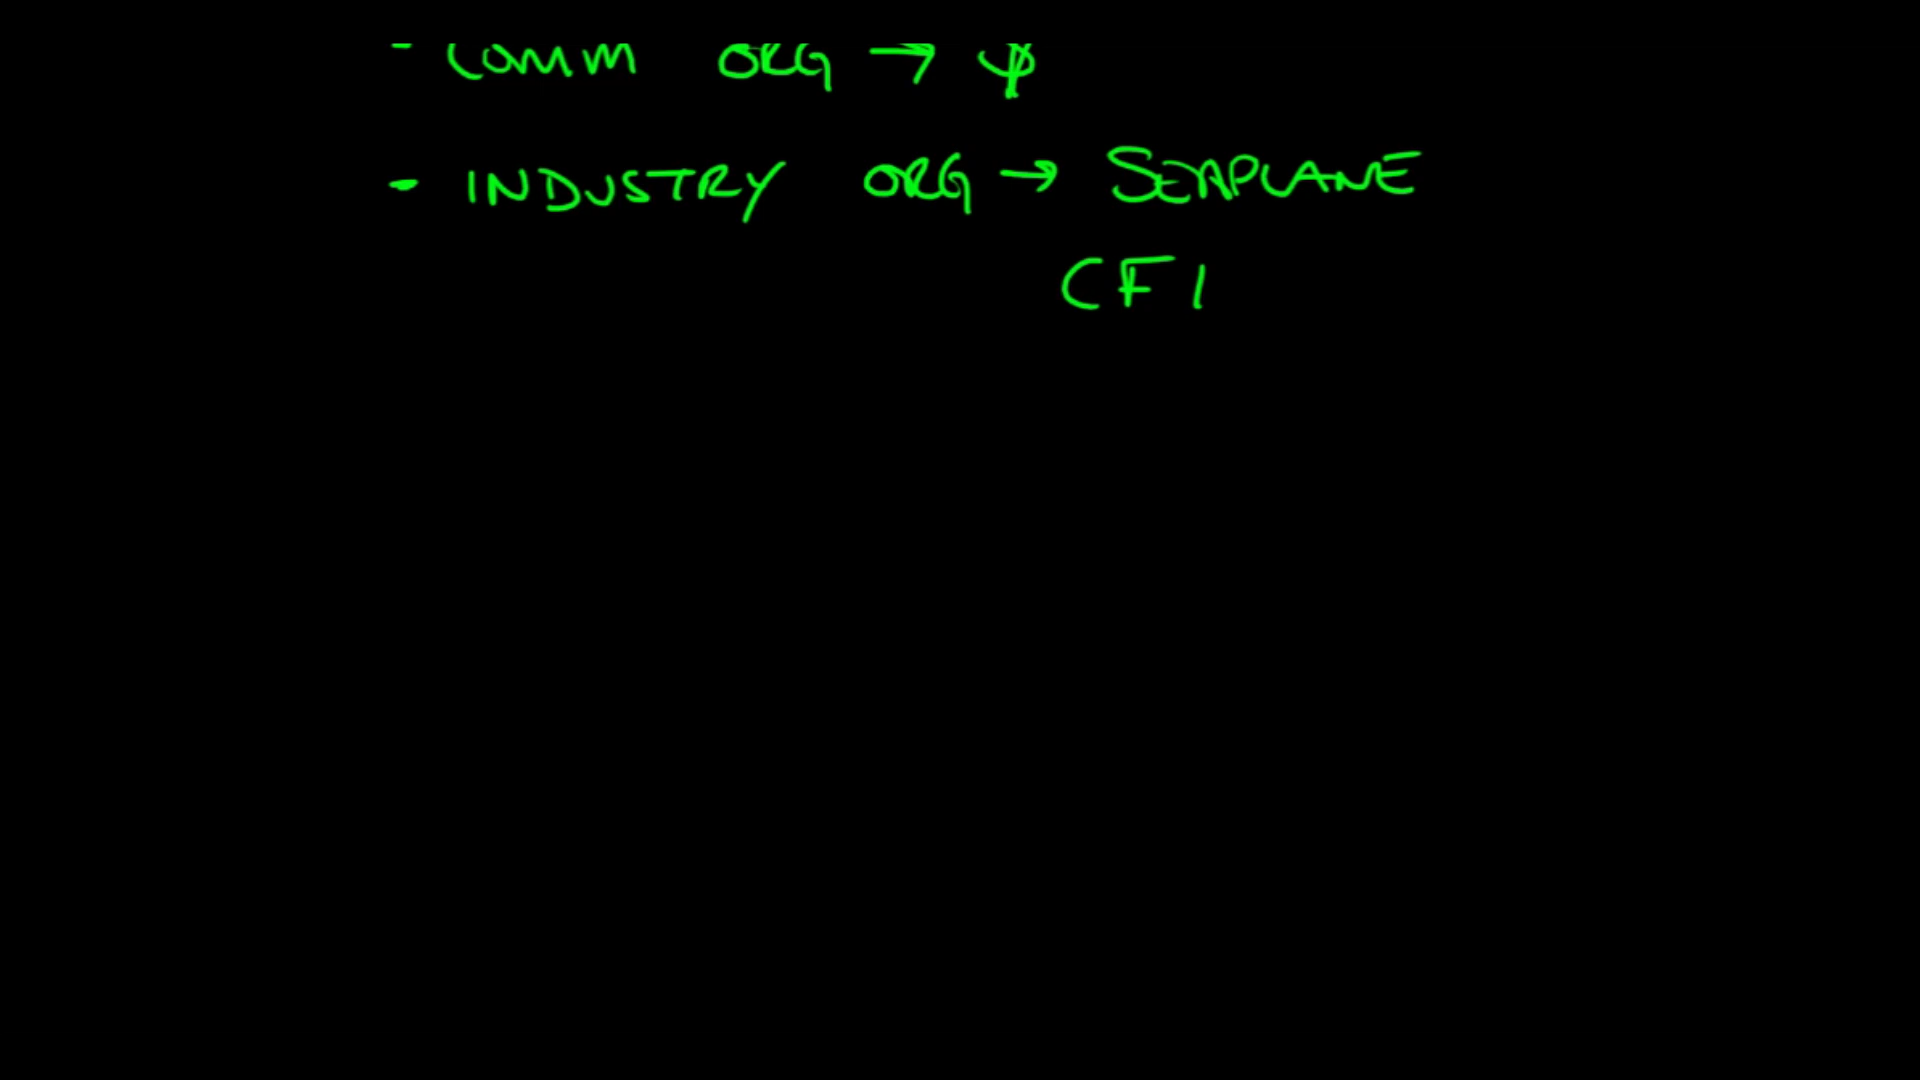 - COMM ORG →
- INDUSTRY ORG → SEAPLANE
CFI